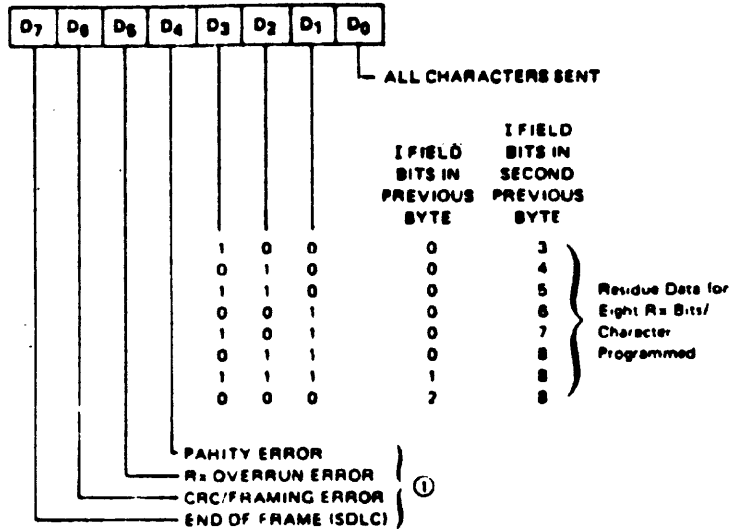 D7 D6 D5 D4 D3 D2 D1 D0
ALL CHARACTERS SENT
I FIELD BITS IN PREVIOUS BYTE
I FIELD BITS IN SECOND PREVIOUS BYTE
1 0 0 0 3
0 1 0 0 4
1 1 0 0 5
0 0 1 0 6
1 0 1 0 7
0 1 1 0 8
1 1 1 1 8
0 0 0 2 8
Residue Data for
Eight Rx Bits/
Character
Programmed
PARITY ERROR
Rx OVERRUN ERROR
CRC/FRAMING ERROR
END OF FRAME (SDLC)
①